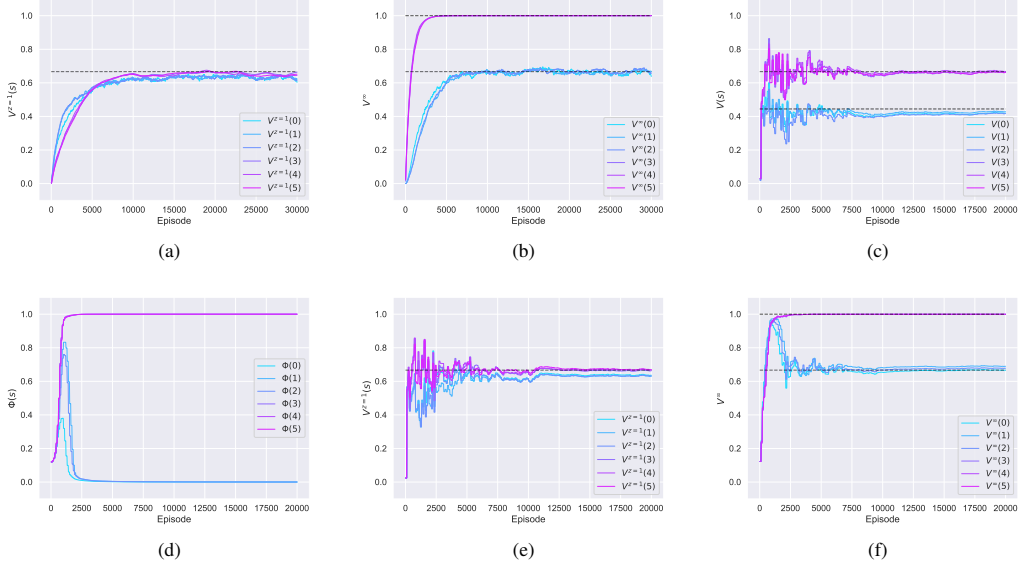 1.0
0.8
0.6
0.4
0.2
0.0
V^{z=1}(s)
V^{z=1}(0)
V^{z=1}(1)
V^{z=1}(2)
V^{z=1}(3)
V^{z=1}(4)
V^{z=1}(5)
0 5000 10000 15000 20000 25000 30000
Episode
(a)
1.0
0.8
0.6
0.4
0.2
0.0
V^∞
V^∞(0)
V^∞(1)
V^∞(2)
V^∞(3)
V^∞(4)
V^∞(5)
0 5000 10000 15000 20000 25000 30000
Episode
(b)
1.0
0.8
0.6
0.4
0.2
0.0
V(s)
V(0)
V(1)
V(2)
V(3)
V(4)
V(5)
0 2500 5000 7500 10000 12500 15000 17500 20000
Episode
(c)
1.0
0.8
0.6
0.4
0.2
0.0
Φ(s)
Φ(0)
Φ(1)
Φ(2)
Φ(3)
Φ(4)
Φ(5)
0 2500 5000 7500 10000 12500 15000 17500 20000
Episode
(d)
1.0
0.8
0.6
0.4
0.2
0.0
V^{z=1}(s)
V^{z=1}(0)
V^{z=1}(1)
V^{z=1}(2)
V^{z=1}(3)
V^{z=1}(4)
V^{z=1}(5)
0 2500 5000 7500 10000 12500 15000 17500 20000
Episode
(e)
1.0
0.8
0.6
0.4
0.2
0.0
V^∞
V^∞(0)
V^∞(1)
V^∞(2)
V^∞(3)
V^∞(4)
V^∞(5)
0 2500 5000 7500 10000 12500 15000 17500 20000
Episode
(f)